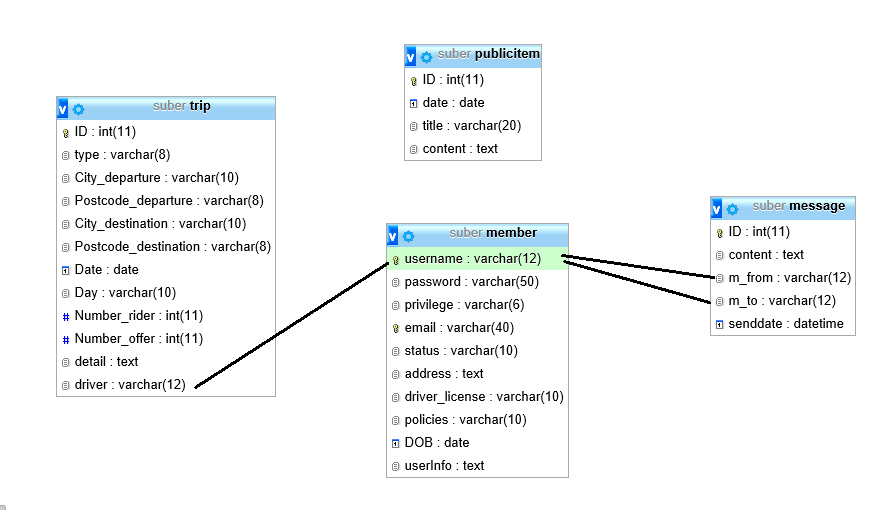 suber publicitem
ID : int(11)
date : date
title : varchar(20)
content : text
suber trip
ID : int(11)
type : varchar(8)
City_departure : varchar(10)
Postcode_departure : varchar(8)
City_destination : varchar(10)
Postcode_destination : varchar(8)
Date : date
Day : varchar(10)
# Number_rider : int(11)
# Number_offer : int(11)
detail : text
driver : varchar(12)
suber member
username : varchar(12)
password : varchar(50)
privilege : varchar(6)
email : varchar(40)
status : varchar(10)
address : text
driver_license : varchar(10)
policies : varchar(10)
DOB : date
userInfo : text
suber message
ID : int(11)
content : text
m_from : varchar(12)
m_to : varchar(12)
senddate : datetime